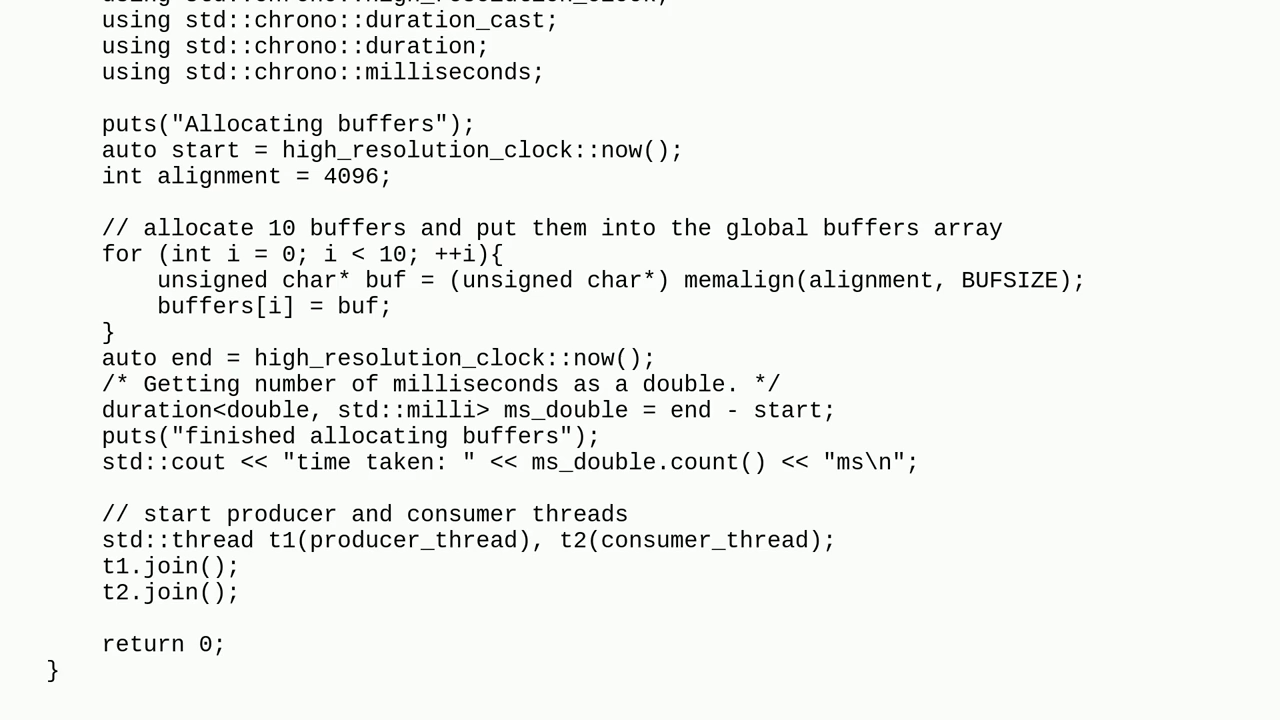 using std::chrono::high_resolution_clock;
using std::chrono::duration_cast;
using std::chrono::duration;
using std::chrono::milliseconds;
puts("Allocating buffers");
auto start = high_resolution_clock::now();
int alignment = 4096;
// allocate 10 buffers and put them into the global buffers array
for (int i = 0; i < 10; ++i){
unsigned char* buf = (unsigned char*) memalign(alignment, BUFSIZE);
buffers[i] = buf;
}
auto end = high_resolution_clock::now();
/* Getting number of milliseconds as a double. */
duration<double, std::milli> ms_double = end - start;
puts("finished allocating buffers");
std::cout << "time taken: " << ms_double.count() << "ms\n";
// start producer and consumer threads
std::thread t1(producer_thread), t2(consumer_thread);
t1.join();
t2.join();
return 0;
}